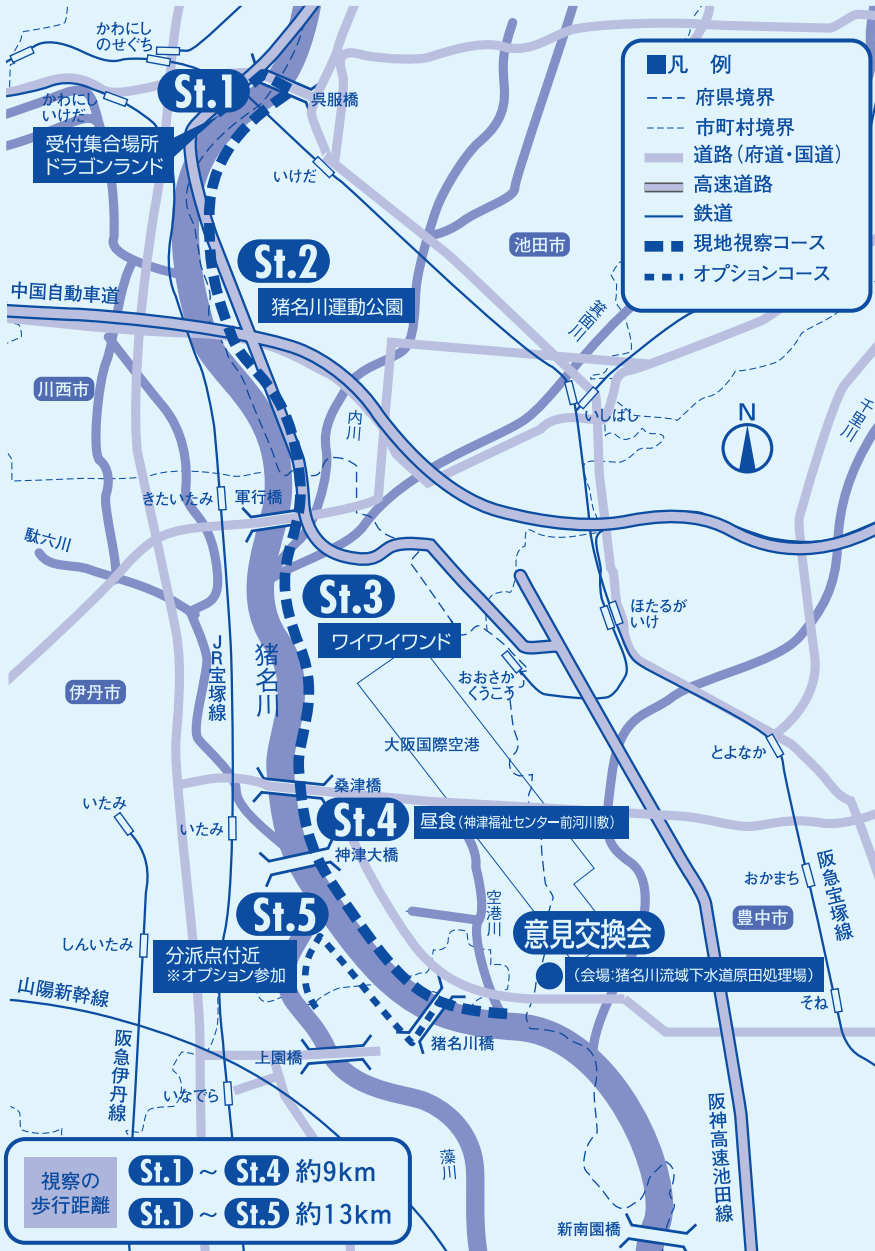 かわにし
のせぐち
かわにし
いけだ
St.1
呉服橋
受付集合場所
ドラゴンランド
いけだ
■凡 例
府県境界
市町村境界
道路（府道・国道）
高速道路
鉄道
現地視察コース
オプションコース
池田市
St.2
猪名川運動公園
中国自動車道
箕面川
川西市
内川
いしばし
N
千里川
きたいたみ
軍行橋
駄六川
St.3
ワイワイワンド
ほたるが
いけ
JR宝塚線
猪名川
伊丹市
おおさか
くうこう
大阪国際空港
とよなか
桑津橋
いたみ
いたみ
St.4
昼食（神津福祉センター前河川敷）
神津大橋
おかまち
阪急宝塚線
St.5
空港川
豊中市
意見交換会
しんいたみ
分派点付近
※オプション参加
（会場:猪名川流域下水道原田処理場）
山陽新幹線
そね
阪急伊丹線
猪名川橋
上園橋
いなでら
阪神高速池田線
藻川
視察の
歩行距離
St.1 ～ St.4 約9km
St.1 ～ St.5 約13km
新南園橋